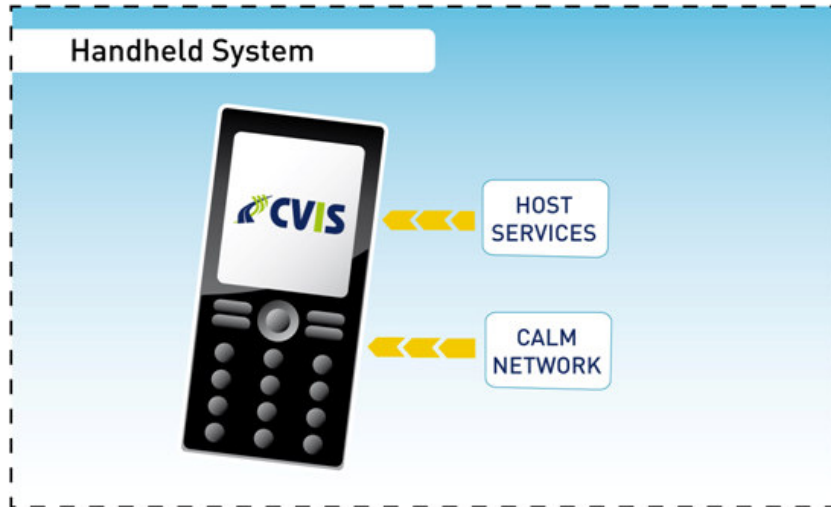 Handheld System
CVIS
HOST
SERVICES
CALM
NETWORK